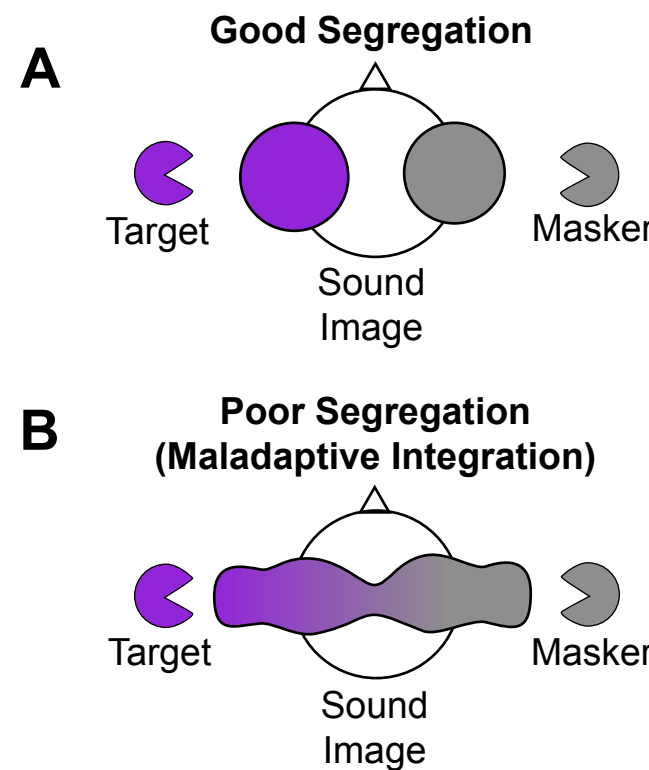 A
Good Segregation
Target
Masker
Sound
Image
B
Poor Segregation
(Maladaptive Integration)
Target
Masker
Sound
Image